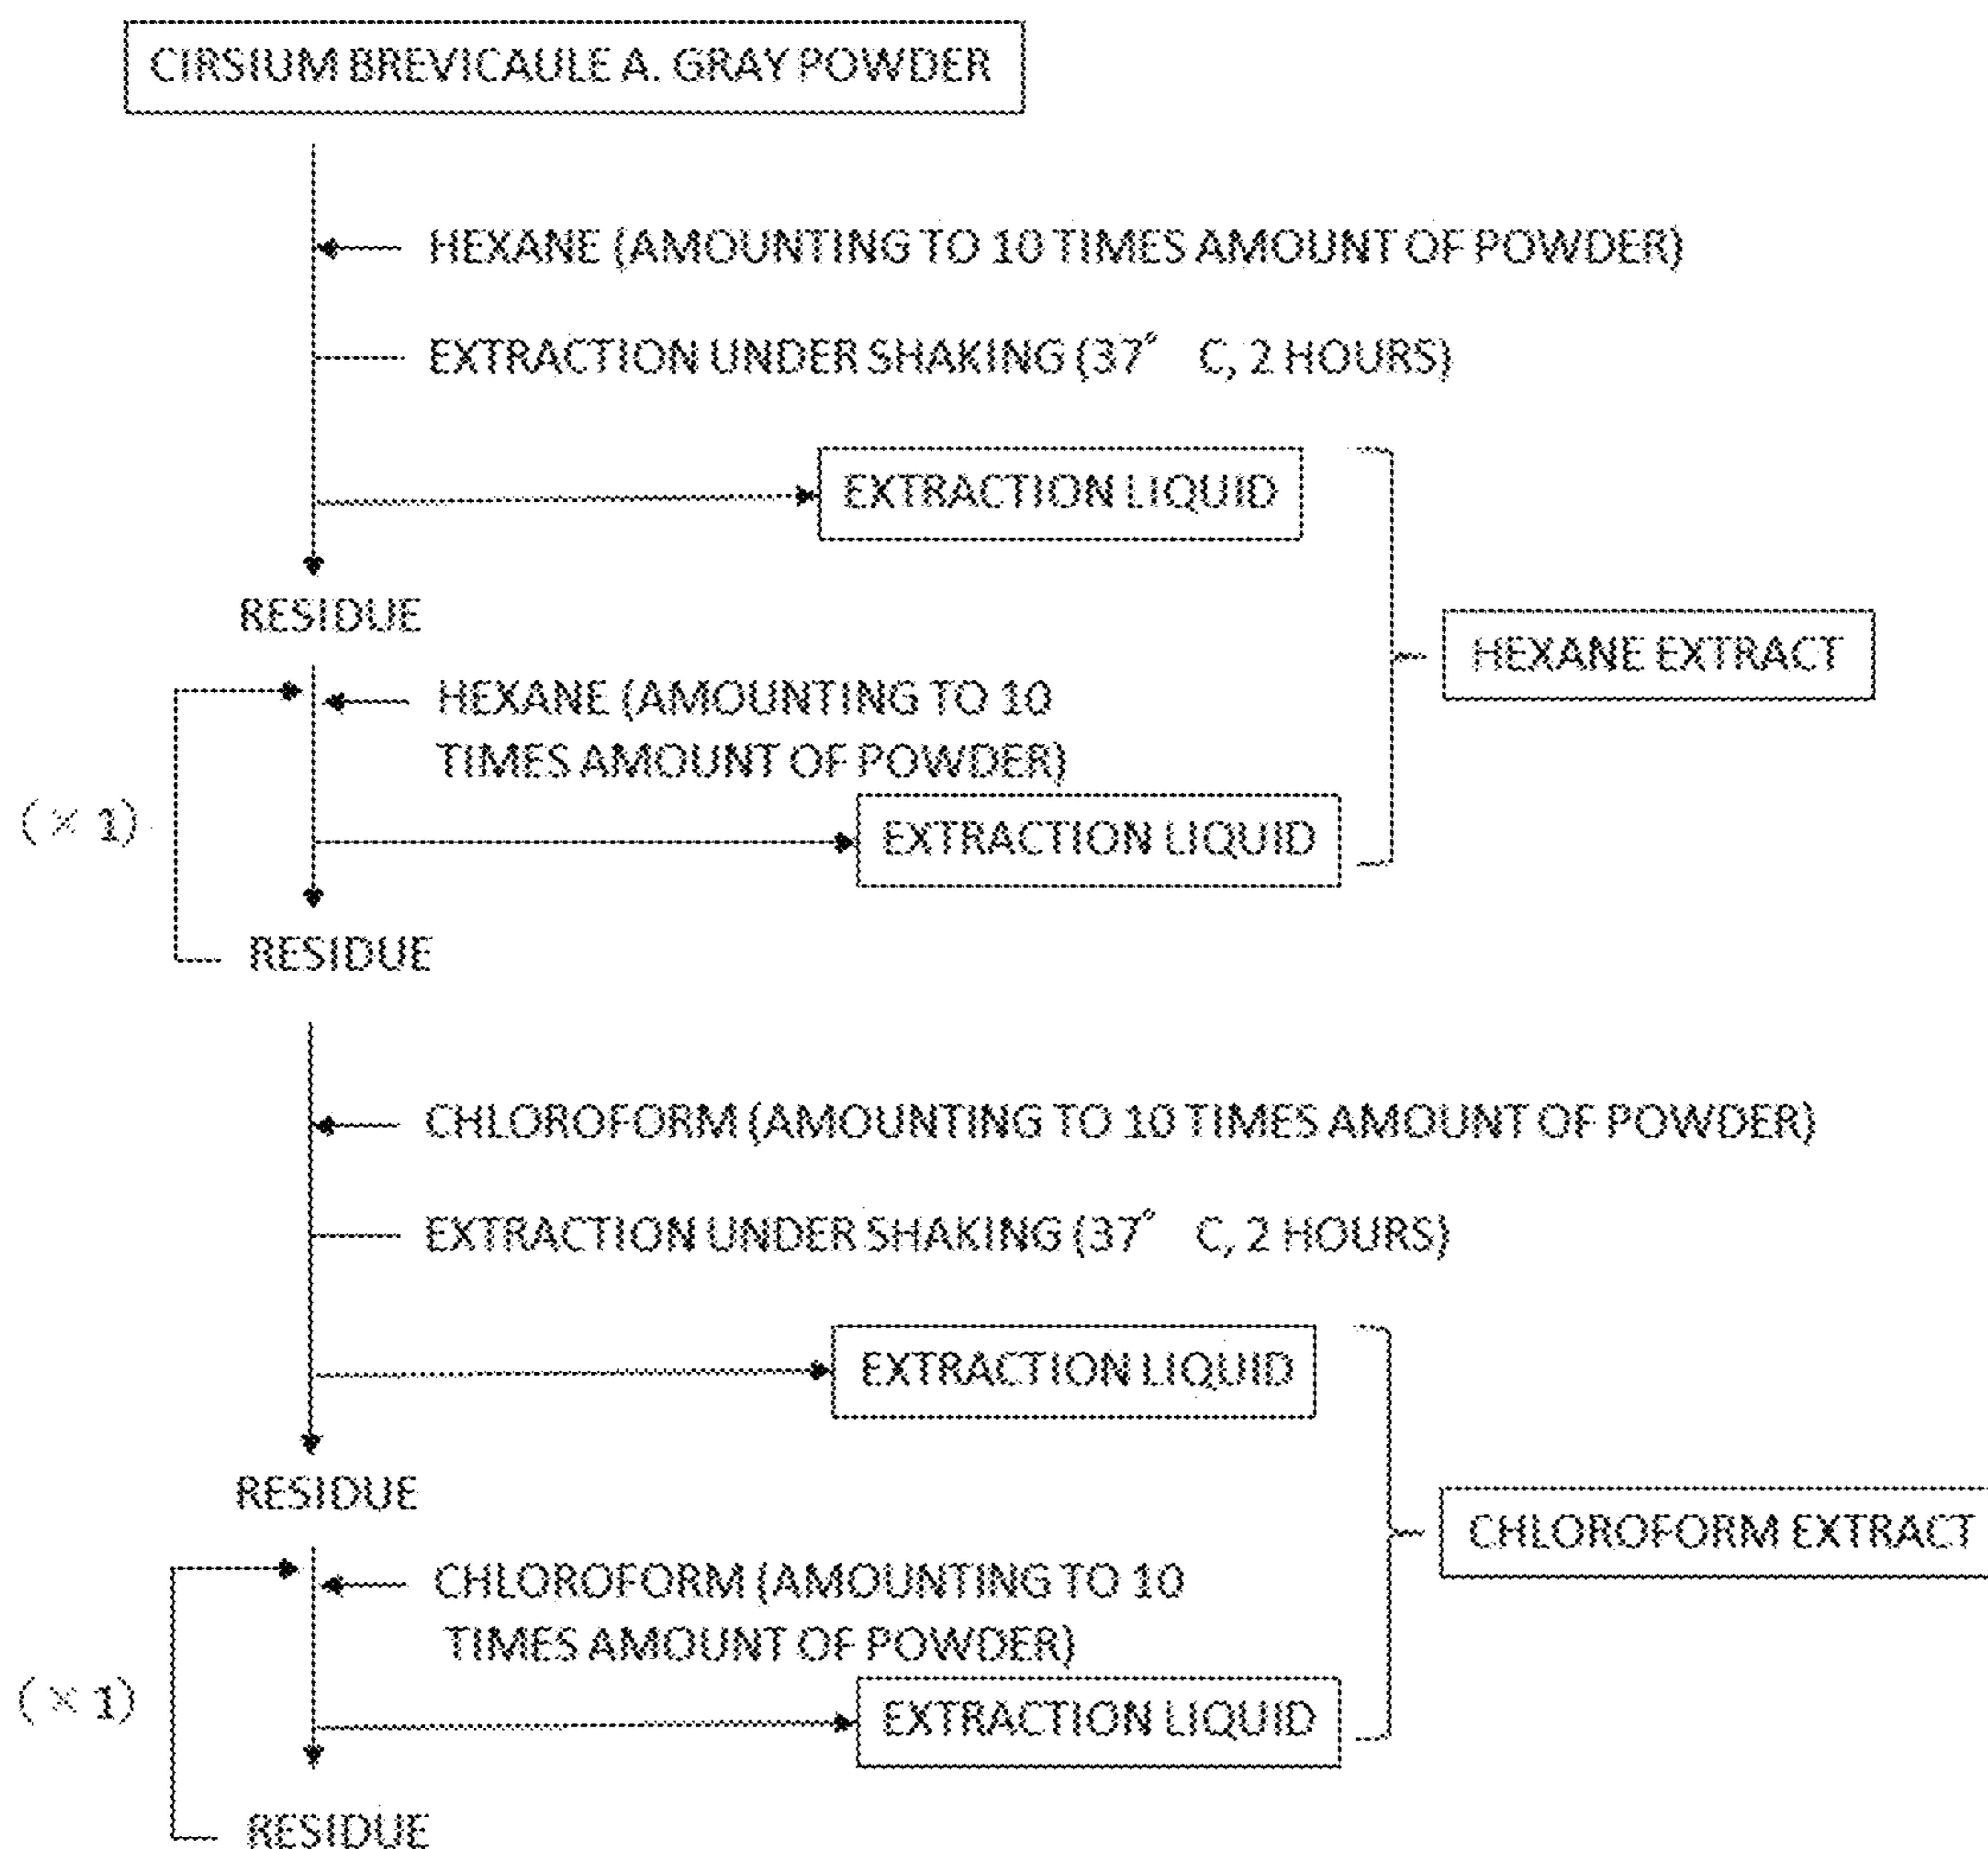 CIRSIUM BREVICAULE A. GRAY POWDER
HEXANE (AMOUNTING TO 10 TIMES AMOUNT OF POWDER)
EXTRACTION UNDER SHAKING (37° C, 2 HOURS)
EXTRACTION LIQUID
RESIDUE
HEXANE EXTRACT
HEXANE (AMOUNTING TO 10
TIMES AMOUNT OF POWDER)
(× 1)
EXTRACTION LIQUID
RESIDUE
CHLOROFORM (AMOUNTING TO 10 TIMES AMOUNT OF POWDER)
EXTRACTION UNDER SHAKING (37° C, 2 HOURS)
EXTRACTION LIQUID
RESIDUE
CHLOROFORM EXTRACT
CHLOROFORM (AMOUNTING TO 10
TIMES AMOUNT OF POWDER)
(× 1)
EXTRACTION LIQUID
RESIDUE